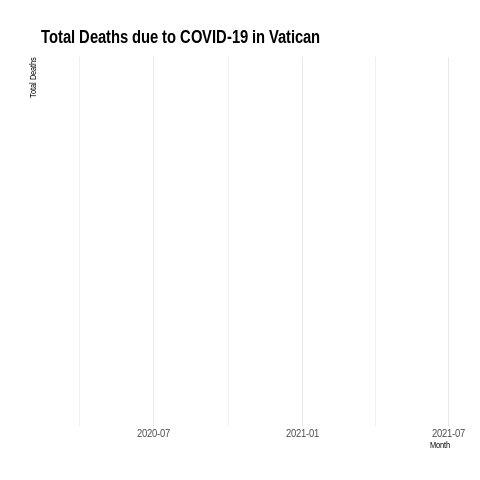 Total Deaths due to COVID-19 in Vatican
Total Deaths
2020-07 2021-01 2021-07
Month